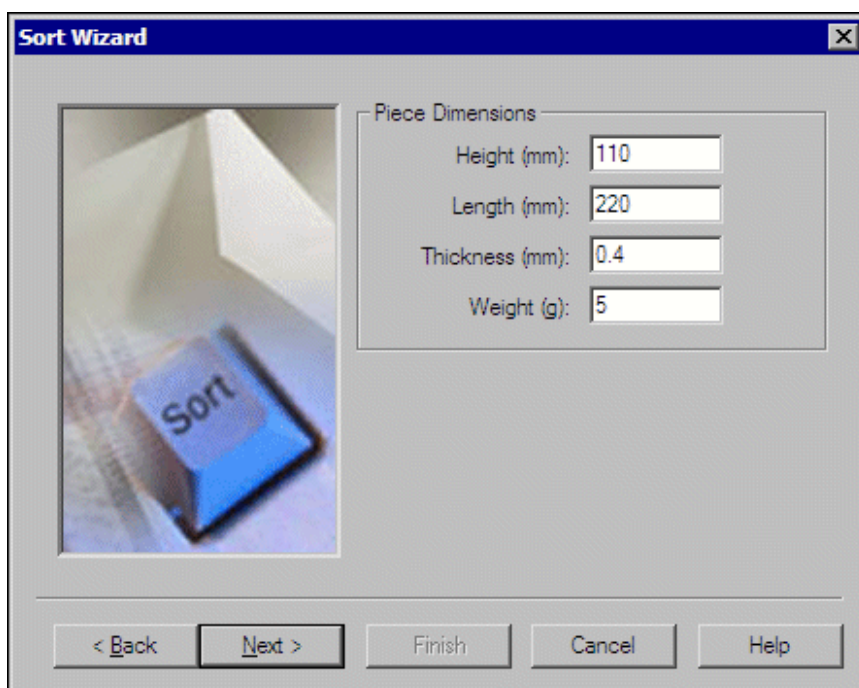 Sort Wizard
Sort
Piece Dimensions
Height (mm): 110
Length (mm): 220
Thickness (mm): 0.4
Weight (g): 5
< Back Next > Finish Cancel Help